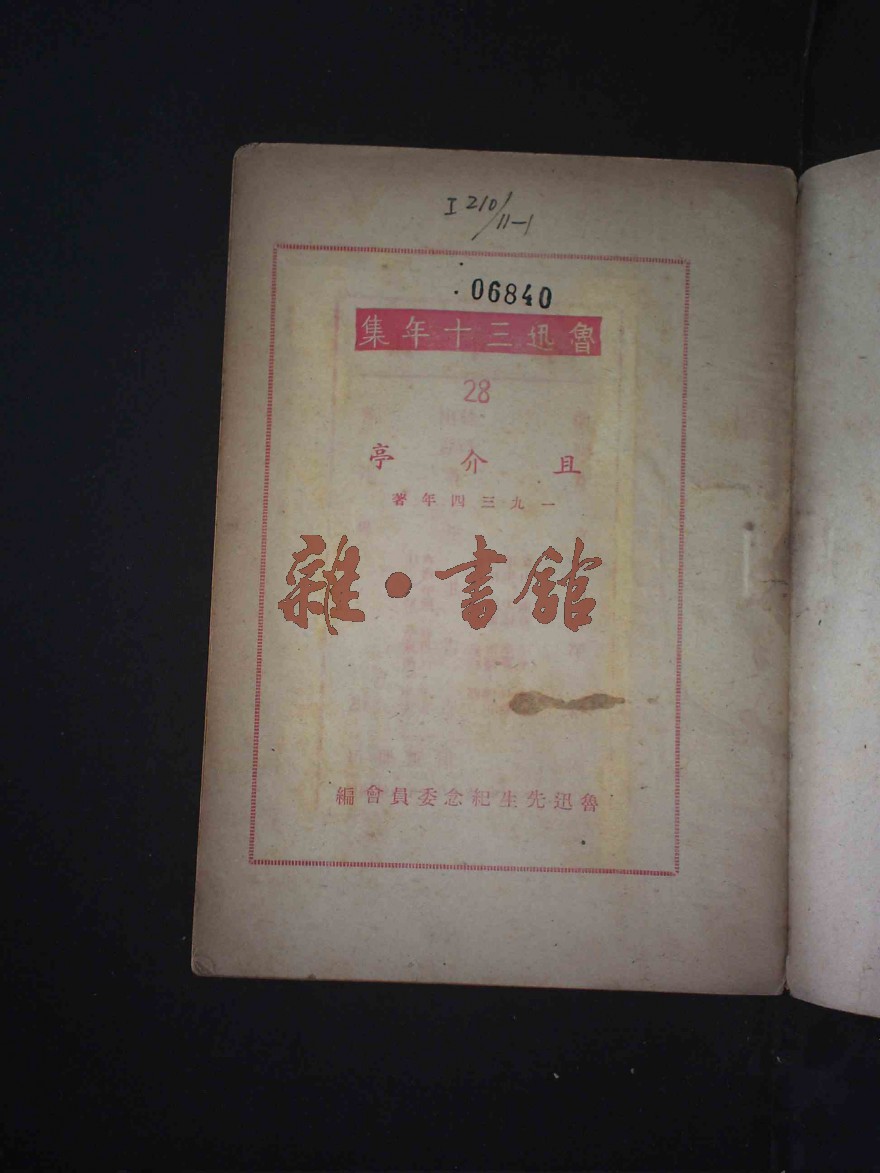 I210/11-1
06840
魯迅三十年集
28
且介亭
一九三四年著
雜·書館
魯迅先生紀念委員會編